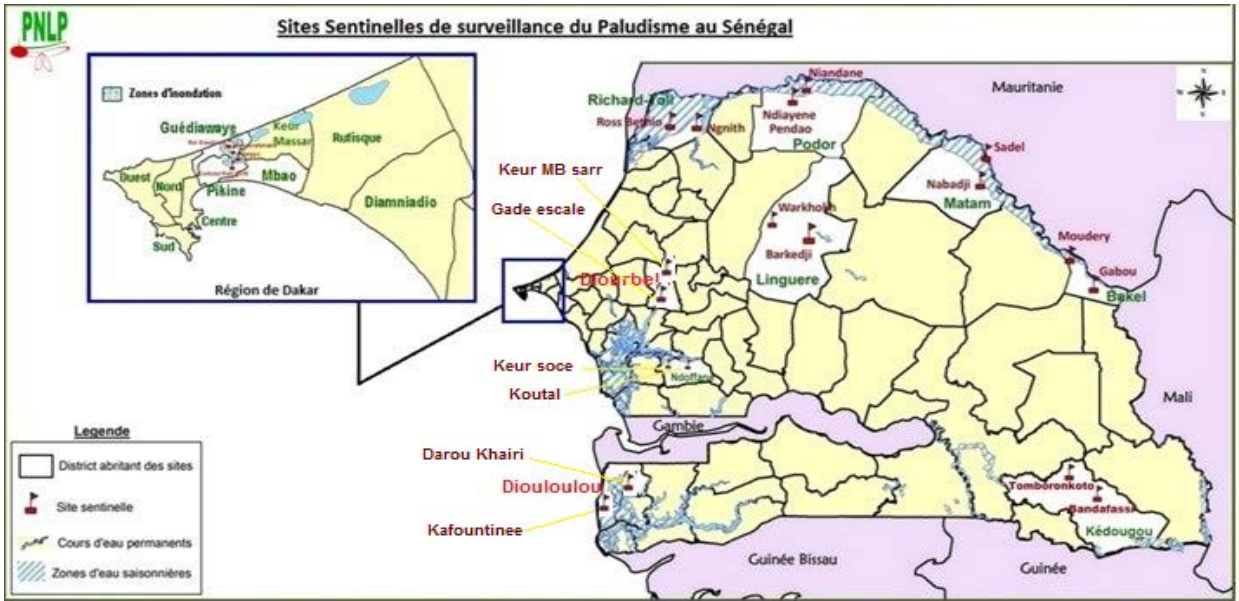 PNLP
Sites Sentinelles de surveillance du Paludisme au Sénégal
Zones d'inondation
Guédiawaye
Keur
Massar
Rufisque
Ouest
Nord
Pikine
Mbao
Diamniadio
Centre
Sud
Région de Dakar
Niandane
Mauritanie
Richard-Toll
Ross Bethio
Ngnith
Ndiayene
Pendao
Podor
Sadel
Keur MB sarr
Nabadji
Matam
Gade escale
Warkhokh
Moudery
Barkedji
Linguere
Diourbel
Gabou
Bakel
Keur soce
Ndoffane
Koutal
Mali
Gambie
Darou Khairi
Diouloulou
Kafountinee
Tomboronkoto
Bandafassi
Kédougou
Guinée Bissau
Guinée
Legende
District abritant des sites
Site sentinelle
Cours d'eau permanents
Zones d'eau saisonnières